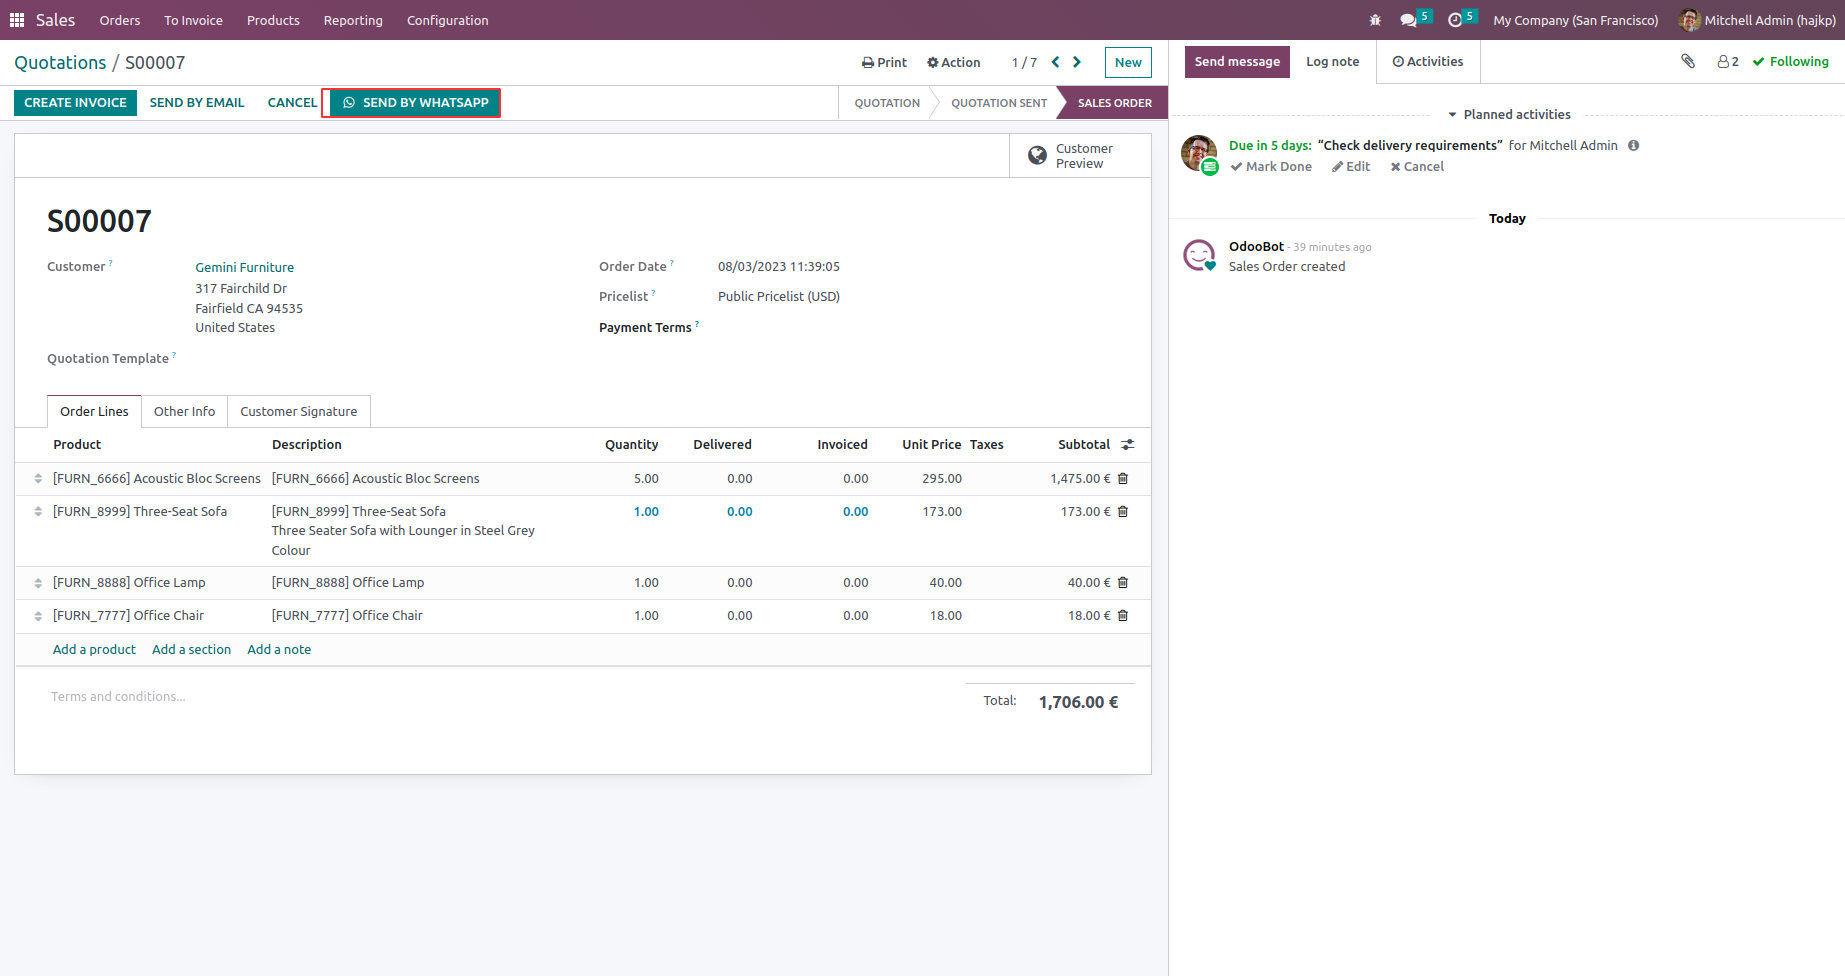 Sales Orders To Invoice Products Reporting Configuration 5 5 My Company (San Francisco) Mitchell Admin (hajkp)
Quotations / S00007 Print Action 1 / 7 New
CREATE INVOICE SEND BY EMAIL CANCEL SEND BY WHATSAPP QUOTATION QUOTATION SENT SALES ORDER
Customer
Preview
S00007
Customer ? Gemini Furniture
317 Fairchild Dr
Fairfield CA 94535
United States
Order Date ? 08/03/2023 11:39:05
Pricelist ? Public Pricelist (USD)
Payment Terms ?
Quotation Template ?
Order Lines Other Info Customer Signature
Product Description Quantity Delivered Invoiced Unit Price Taxes Subtotal
[FURN_6666] Acoustic Bloc Screens [FURN_6666] Acoustic Bloc Screens 5.00 0.00 0.00 295.00 1,475.00 €
[FURN_8999] Three-Seat Sofa [FURN_8999] Three-Seat Sofa 1.00 0.00 0.00 173.00 173.00 €
Three Seater Sofa with Lounger in Steel Grey
Colour
[FURN_8888] Office Lamp [FURN_8888] Office Lamp 1.00 0.00 0.00 40.00 40.00 €
[FURN_7777] Office Chair [FURN_7777] Office Chair 1.00 0.00 0.00 18.00 18.00 €
Add a product Add a section Add a note
Terms and conditions...
Total: 1,706.00 €
Send message Log note Activities 2 Following
Planned activities
Due in 5 days: “Check delivery requirements” for Mitchell Admin
Mark Done Edit Cancel
Today
OdooBot - 39 minutes ago
Sales Order created